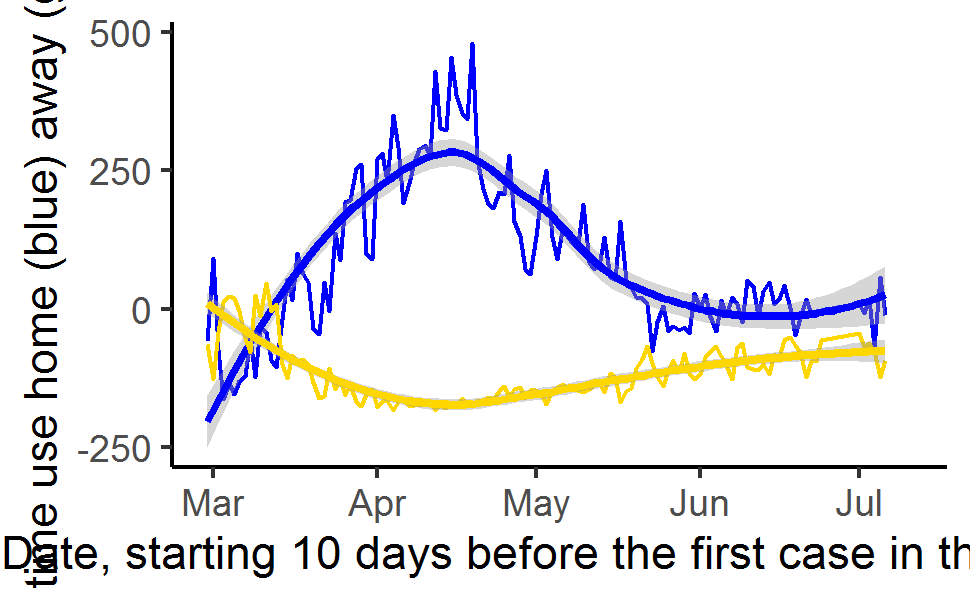 time use home (blue) away (
500
250
0
-250
Mar Apr May Jun Jul
Date, starting 10 days before the first case in th